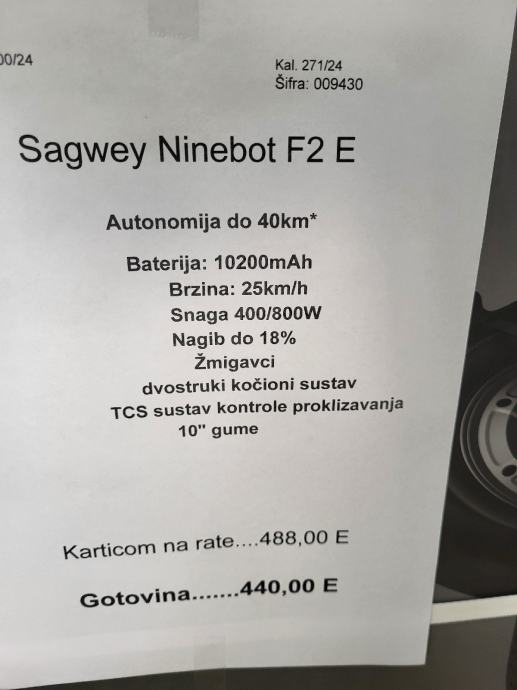 00/24
Kal. 271/24
Šifra: 009430
Sagwey Ninebot F2 E
Autonomija do 40km*
Baterija: 10200mAh
Brzina: 25km/h
Snaga 400/800W
Nagib do 18%
Žmigavci
dvostruki kočioni sustav
TCS sustav kontrole proklizavanja
10" gume
Karticom na rate....488,00 E
Gotovina.......440,00 E